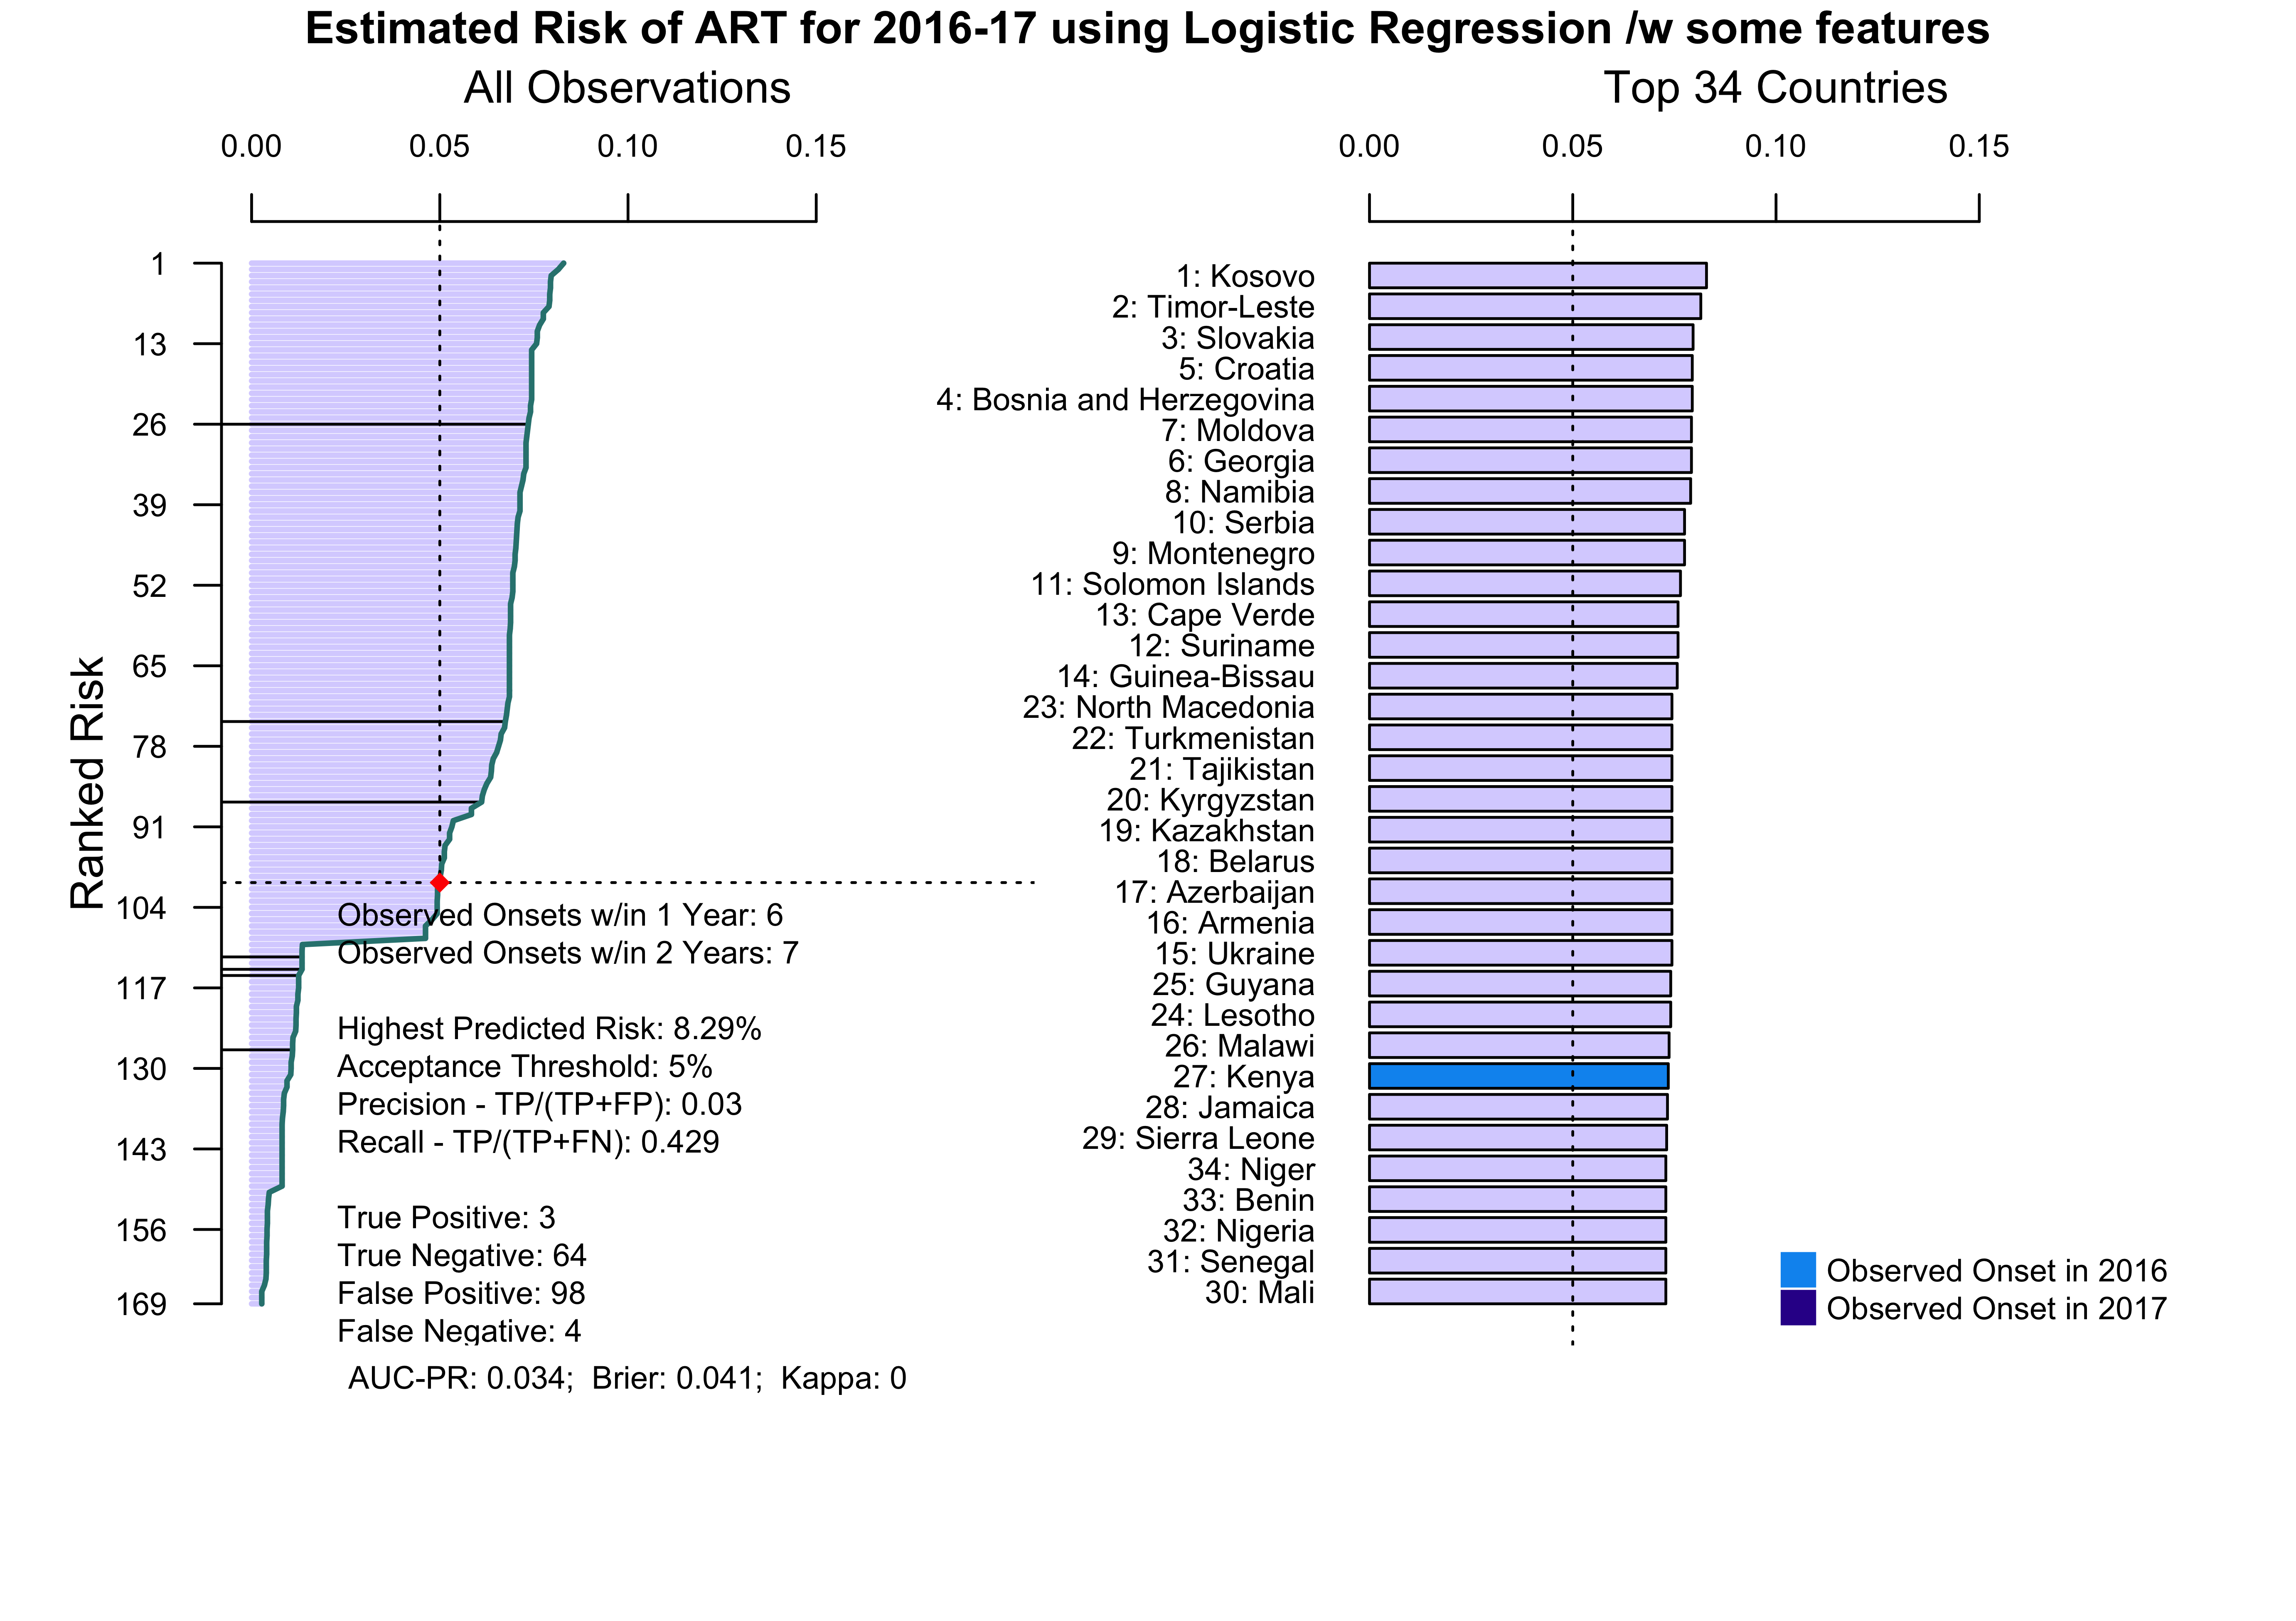 Estimated Risk of ART for 2016-17 using Logistic Regression /w some features
All Observations
0.00 0.05 0.10 0.15
Ranked Risk
1
13
26
39
52
65
78
91
104
117
130
143
156
169
Observed Onsets w/in 1 Year: 6
Observed Onsets w/in 2 Years: 7
Highest Predicted Risk: 8.29%
Acceptance Threshold: 5%
Precision - TP/(TP+FP): 0.03
Recall - TP/(TP+FN): 0.429
True Positive: 3
True Negative: 64
False Positive: 98
False Negative: 4
AUC-PR: 0.034;  Brier: 0.041;  Kappa: 0
Top 34 Countries
0.00 0.05 0.10 0.15
1: Kosovo
2: Timor-Leste
3: Slovakia
5: Croatia
4: Bosnia and Herzegovina
7: Moldova
6: Georgia
8: Namibia
10: Serbia
9: Montenegro
11: Solomon Islands
13: Cape Verde
12: Suriname
14: Guinea-Bissau
23: North Macedonia
22: Turkmenistan
21: Tajikistan
20: Kyrgyzstan
19: Kazakhstan
18: Belarus
17: Azerbaijan
16: Armenia
15: Ukraine
25: Guyana
24: Lesotho
26: Malawi
27: Kenya
28: Jamaica
29: Sierra Leone
34: Niger
33: Benin
32: Nigeria
31: Senegal
30: Mali
Observed Onset in 2016
Observed Onset in 2017